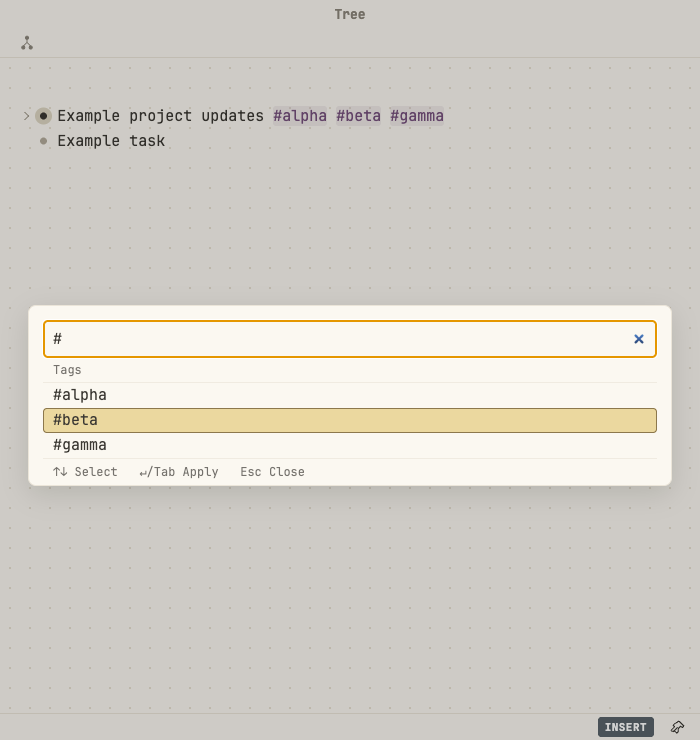 Tree
Example project updates #alpha #beta #gamma
Example task
#
Tags
#alpha
#beta
#gamma
↑↓ Select ↵/Tab Apply Esc Close
INSERT